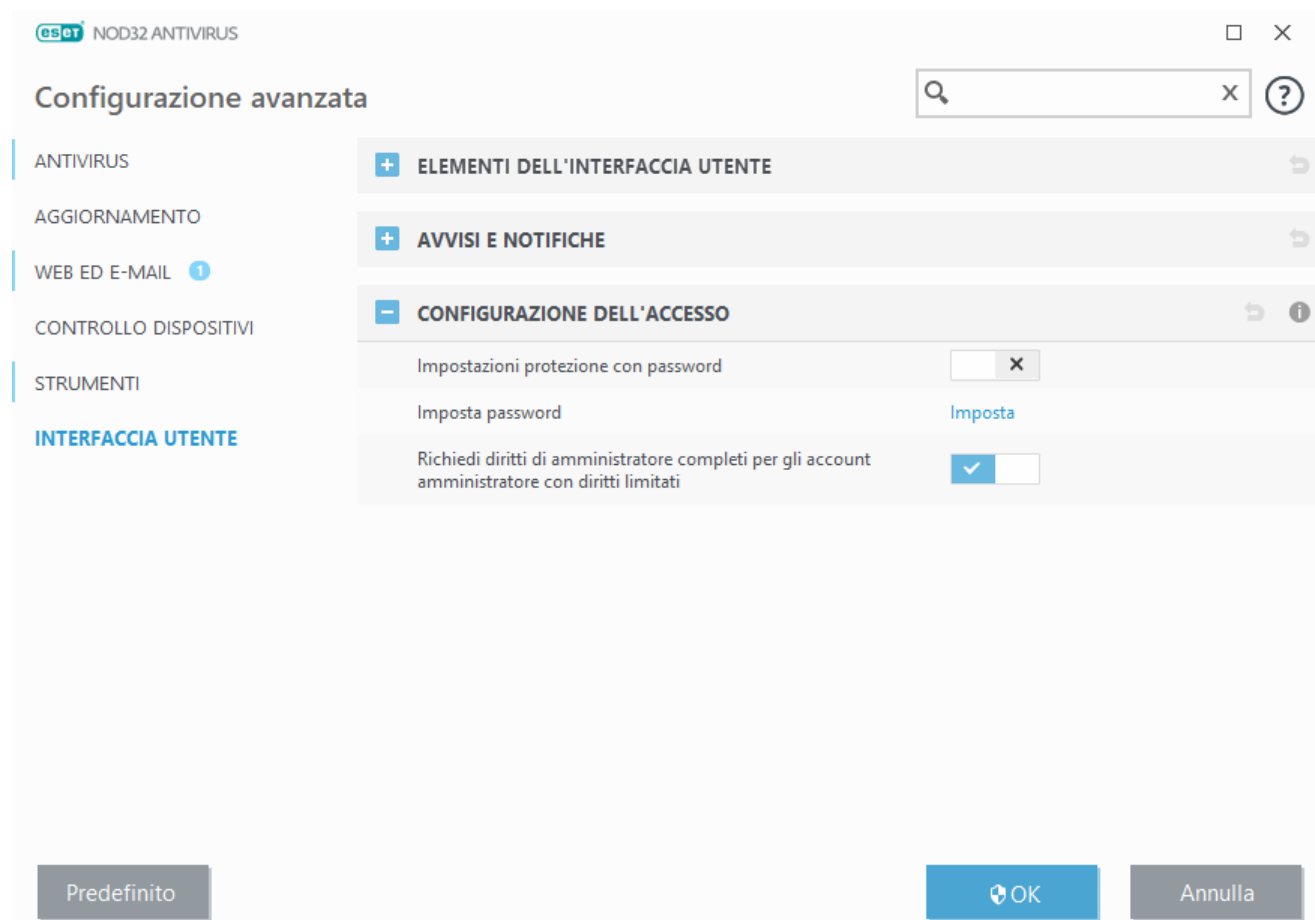 eset NOD32 ANTIVIRUS
Configurazione avanzata
x
?
ANTIVIRUS
AGGIORNAMENTO
WEB ED E-MAIL 1
CONTROLLO DISPOSITIVI
STRUMENTI
INTERFACCIA UTENTE
ELEMENTI DELL'INTERFACCIA UTENTE
AVVISI E NOTIFICHE
CONFIGURAZIONE DELL'ACCESSO
i
Impostazioni protezione con password
Imposta password
Imposta
Richiedi diritti di amministratore completi per gli account
amministratore con diritti limitati
Predefinito
OK
Annulla